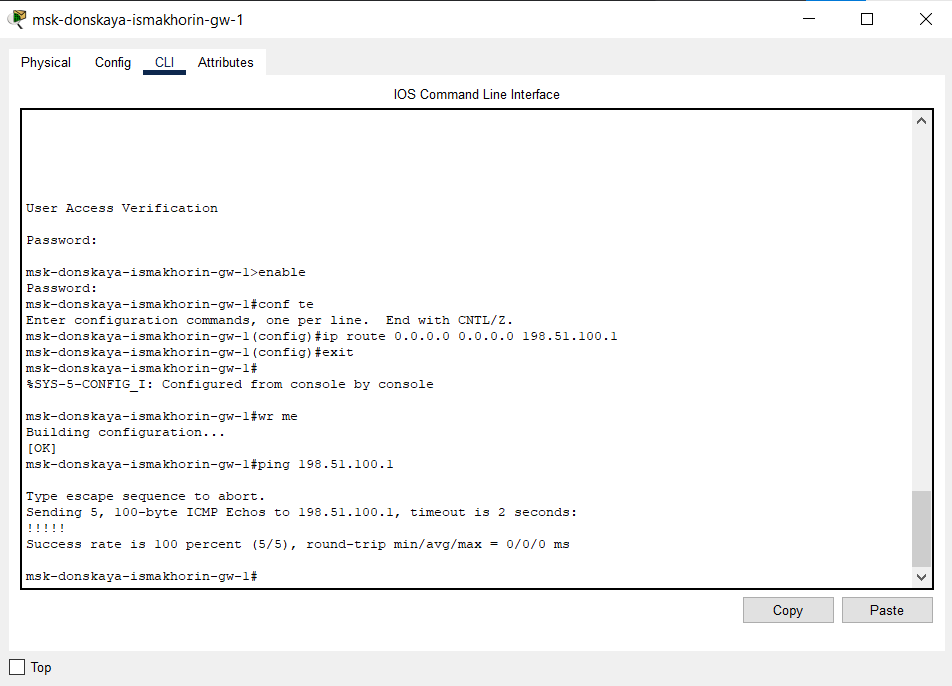 msk-donskaya-ismakhorin-gw-1
Physical Config CLI Attributes
IOS Command Line Interface
User Access Verification
Password:
msk-donskaya-ismakhorin-gw-1>enable
Password:
msk-donskaya-ismakhorin-gw-1#conf te
Enter configuration commands, one per line.  End with CNTL/Z.
msk-donskaya-ismakhorin-gw-1(config)#ip route 0.0.0.0 0.0.0.0 198.51.100.1
msk-donskaya-ismakhorin-gw-1(config)#exit
msk-donskaya-ismakhorin-gw-1#
%SYS-5-CONFIG_I: Configured from console by console
msk-donskaya-ismakhorin-gw-1#wr me
Building configuration...
[OK]
msk-donskaya-ismakhorin-gw-1#ping 198.51.100.1
Type escape sequence to abort.
Sending 5, 100-byte ICMP Echos to 198.51.100.1, timeout is 2 seconds:
!!!!!
Success rate is 100 percent (5/5), round-trip min/avg/max = 0/0/0 ms
msk-donskaya-ismakhorin-gw-1#
Copy Paste
Top